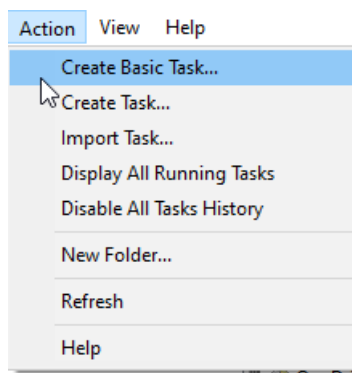 Action View Help
Create Basic Task...
Create Task...
Import Task...
Display All Running Tasks
Disable All Tasks History
New Folder...
Refresh
Help